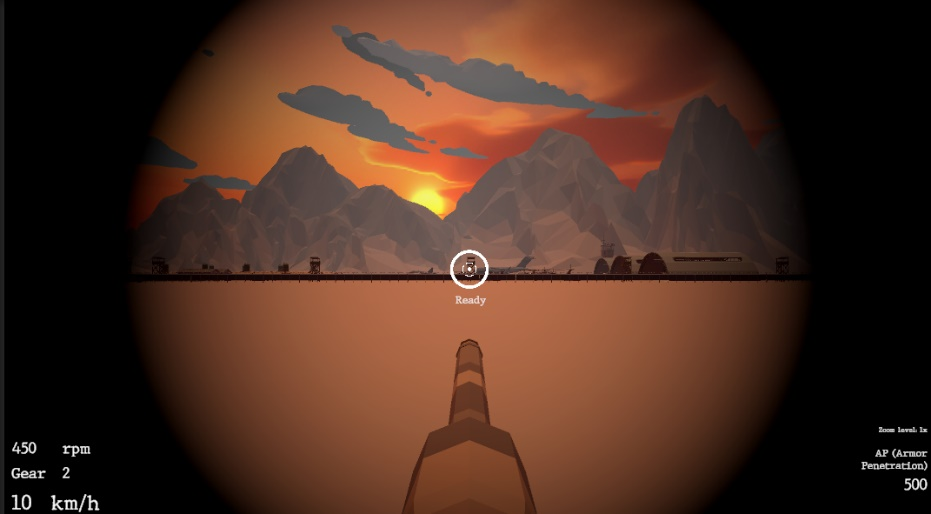 Ready
450 rpm
Gear 2
10 km/h
Zoom level: 1x
AP (Armor
Penetration)
500